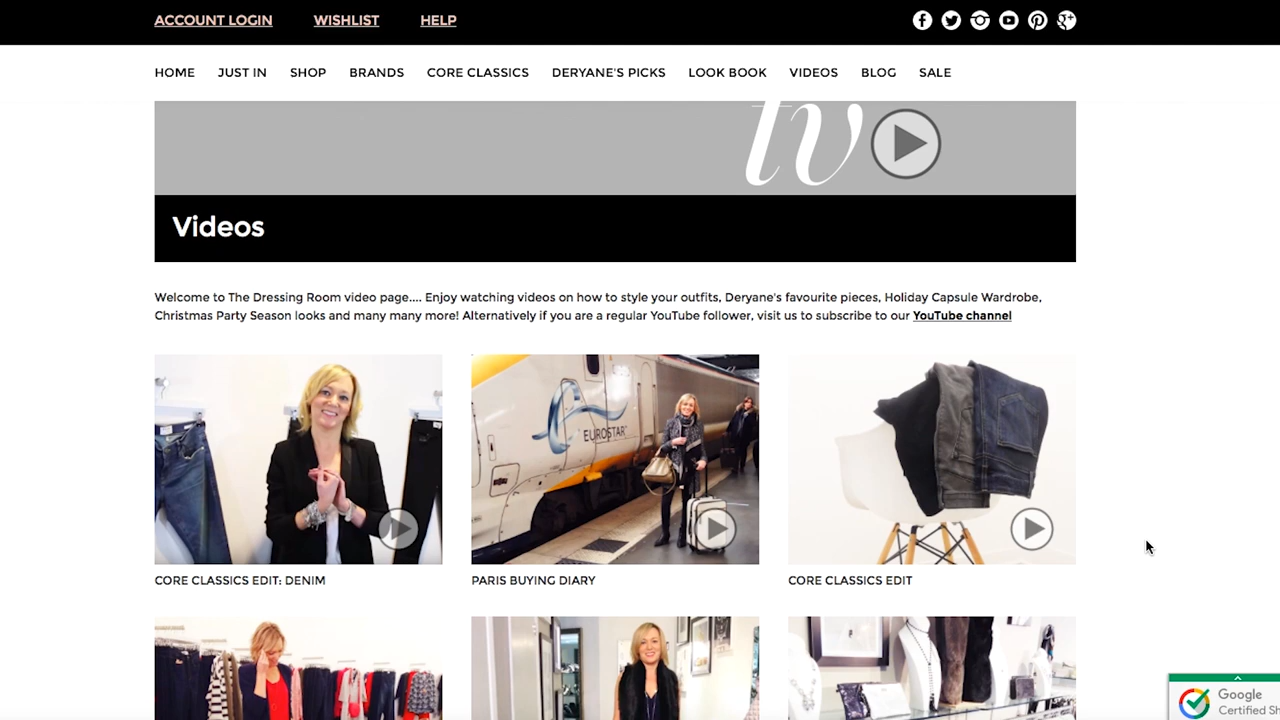 ACCOUNT LOGIN WISHLIST HELP
HOME JUST IN SHOP BRANDS CORE CLASSICS DERYANE'S PICKS LOOK BOOK VIDEOS BLOG SALE
tv
Videos
Welcome to The Dressing Room video page.... Enjoy watching videos on how to style your outfits, Deryane's favourite pieces, Holiday Capsule Wardrobe,
Christmas Party Season looks and many many more! Alternatively if you are a regular YouTube follower, visit us to subscribe to our YouTube channel
EUROSTAR
CORE CLASSICS EDIT: DENIM PARIS BUYING DIARY CORE CLASSICS EDIT
Google
Certified Sh